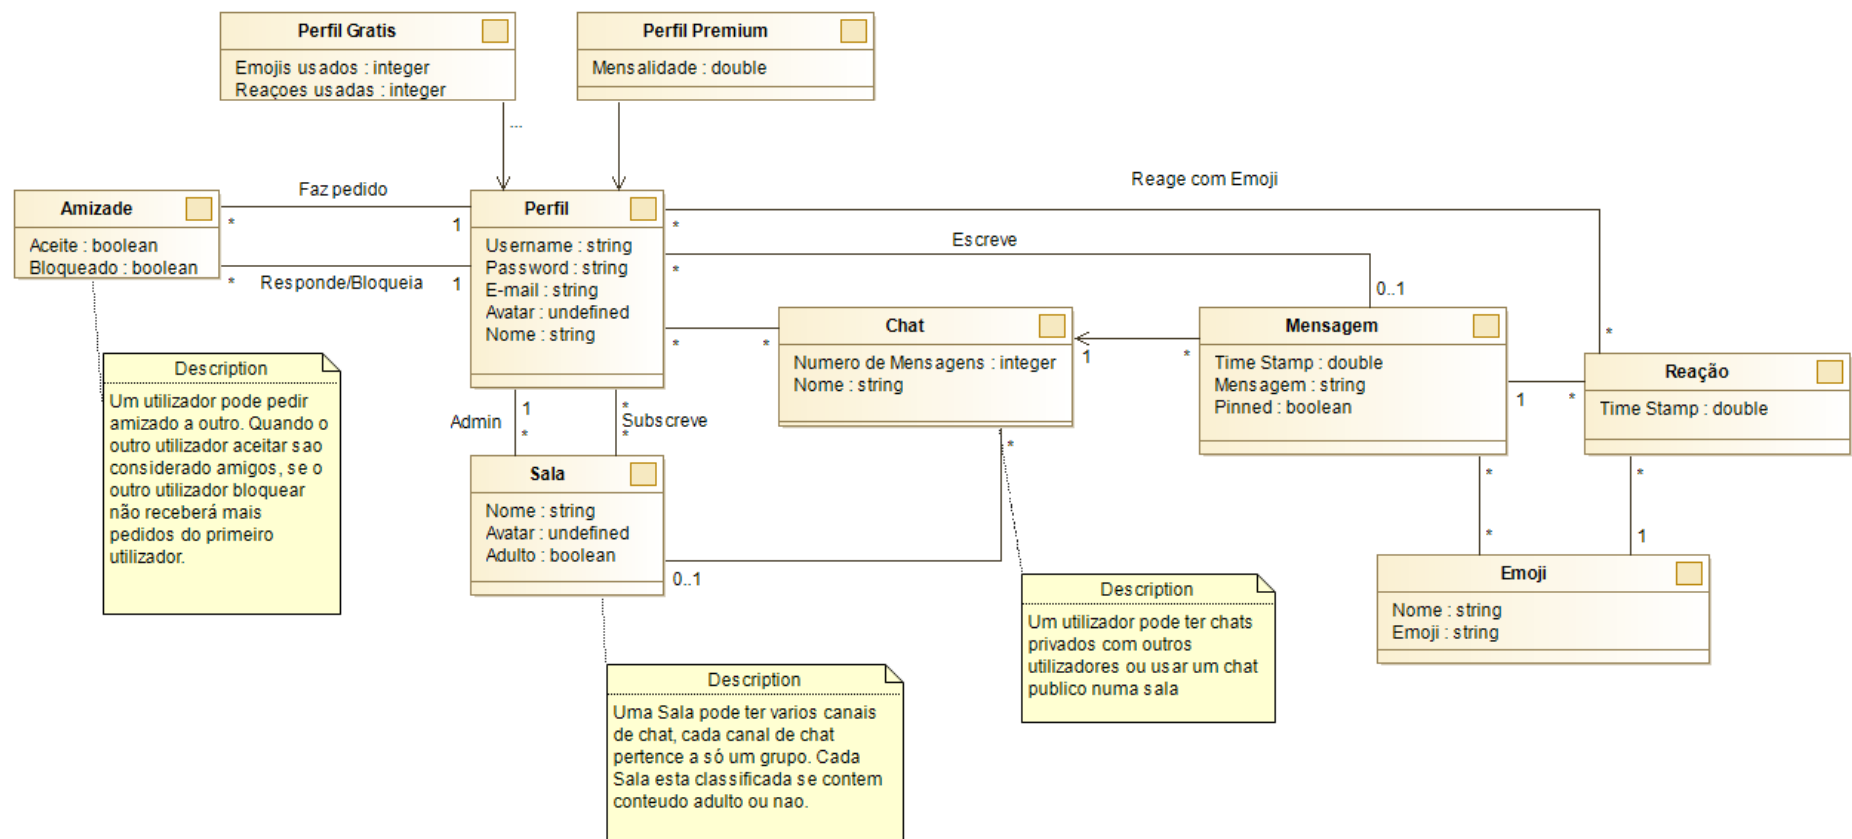 Perfil Gratis
Emojis usados : integer
Reaçoes usadas : integer
Perfil Premium
Mensalidade : double
...
Amizade
Aceite : boolean
Bloqueado : boolean
Faz pedido
*
1
Responde/Bloqueia
*
1
Perfil
Username : string
Password : string
E-mail : string
Avatar : undefined
Nome : string
Reage com Emoji
*
*
Escreve
*
0..1
*
*
Chat
Numero de Mensagens : integer
Nome : string
1
*
Mensagem
Time Stamp : double
Mensagem : string
Pinned : boolean
1
*
Reação
Time Stamp : double
Description
Um utilizador pode pedir
amizado a outro. Quando o
outro utilizador aceitar sao
considerado amigos, se o
outro utilizador bloquear
não receberá mais
pedidos do primeiro
utilizador.
Admin
1
*
*
Subscreve
*
Sala
Nome : string
Avatar : undefined
Adulto : boolean
0..1
*
*
*
*
1
Emoji
Nome : string
Emoji : string
Description
Um utilizador pode ter chats
privados com outros
utilizadores ou usar um chat
publico numa sala
Description
Uma Sala pode ter varios canais
de chat, cada canal de chat
pertence a só um grupo. Cada
Sala esta classificada se contem
conteudo adulto ou nao.